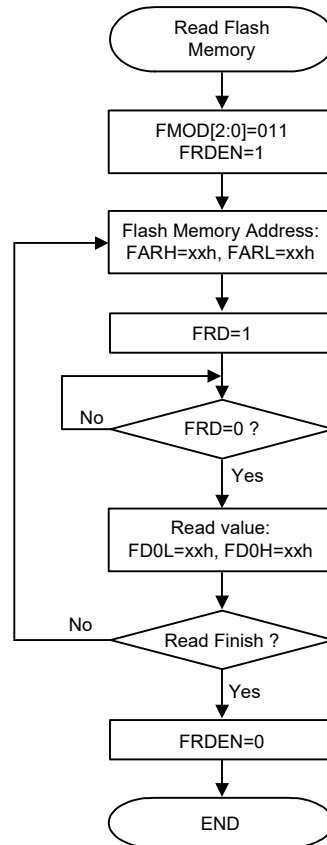 Read Flash
Memory
FMOD[2:0]=011
FRDEN=1
Flash Memory Address:
FARH=xxh, FARL=xxh
FRD=1
No
FRD=0 ?
Yes
Read value:
FD0L=xxh, FD0H=xxh
No
Read Finish ?
Yes
FRDEN=0
END